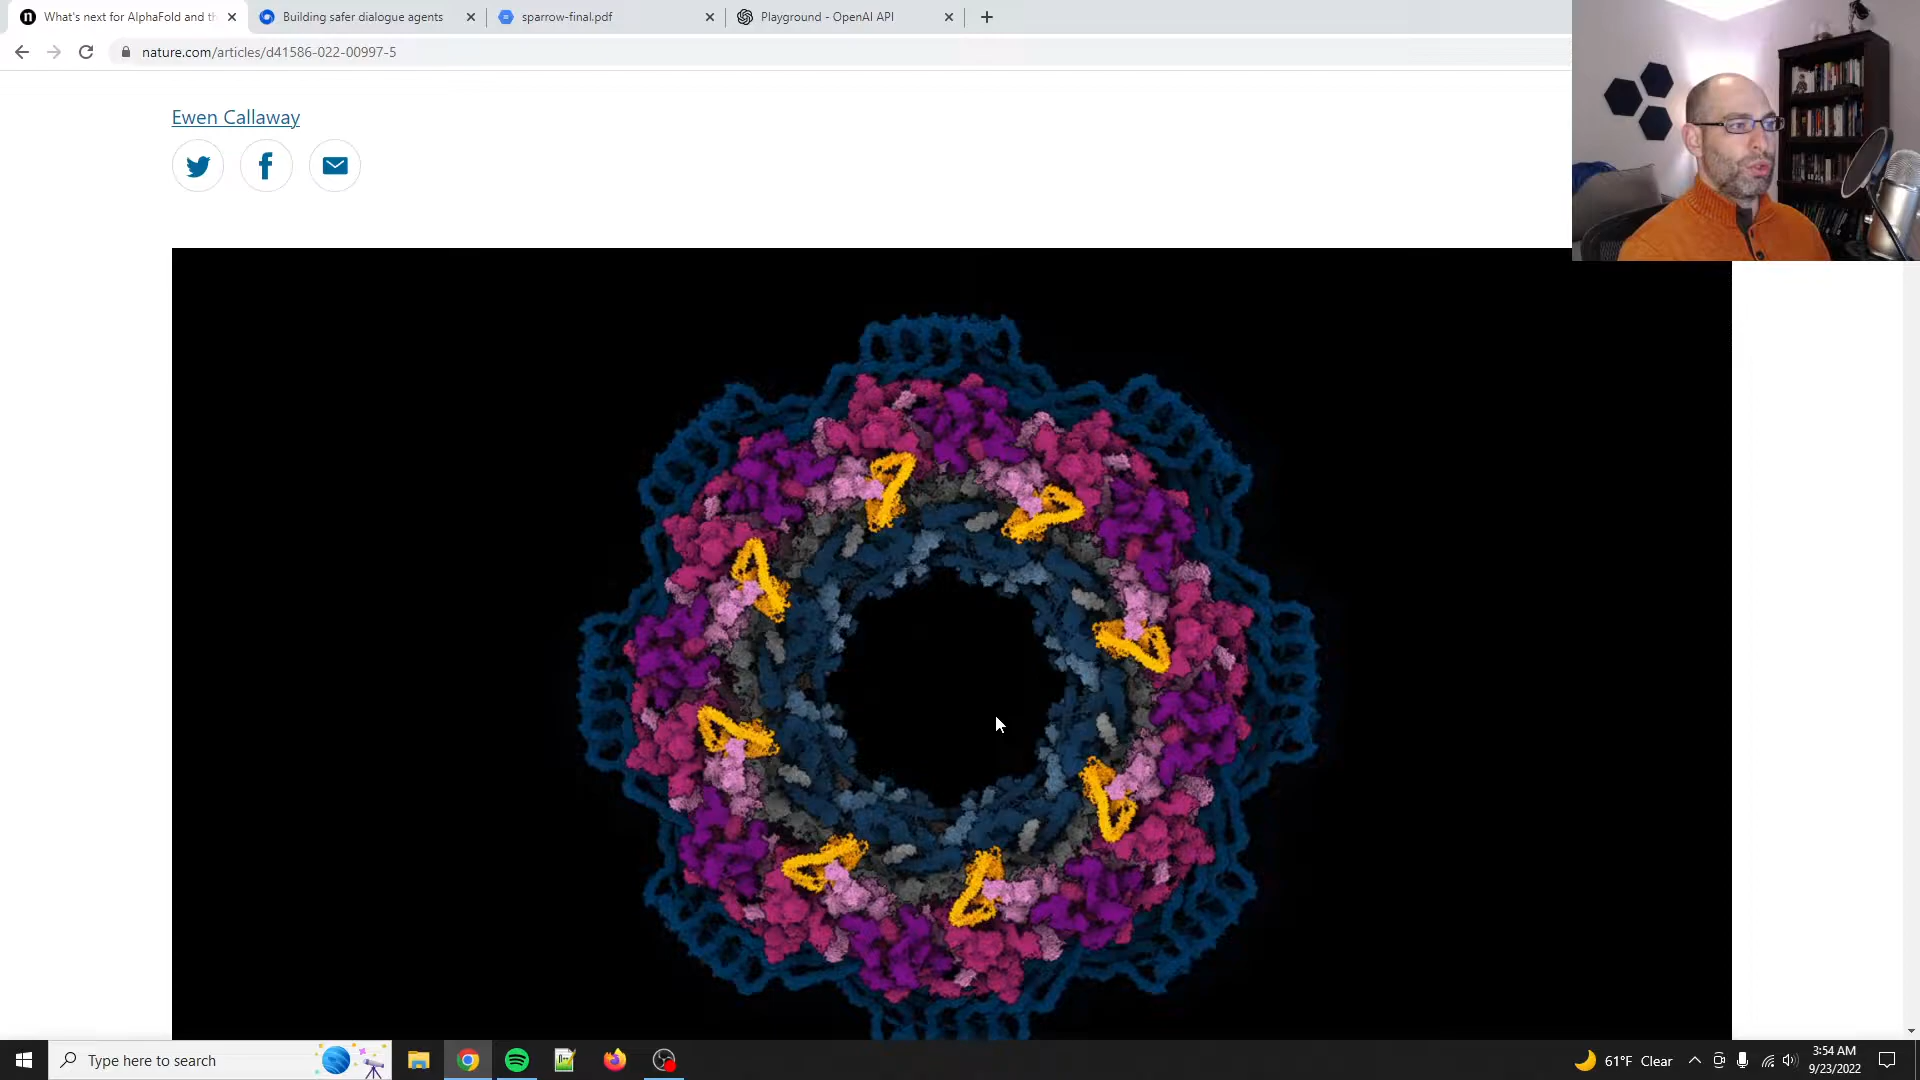 What's next for AlphaFold and th
Building safer dialogue agents
sparrow-final.pdf
Playground - OpenAI API
nature.com/articles/d41586-022-00997-5
Ewen Callaway
Type here to search
61°F Clear
3:54 AM
9/23/2022